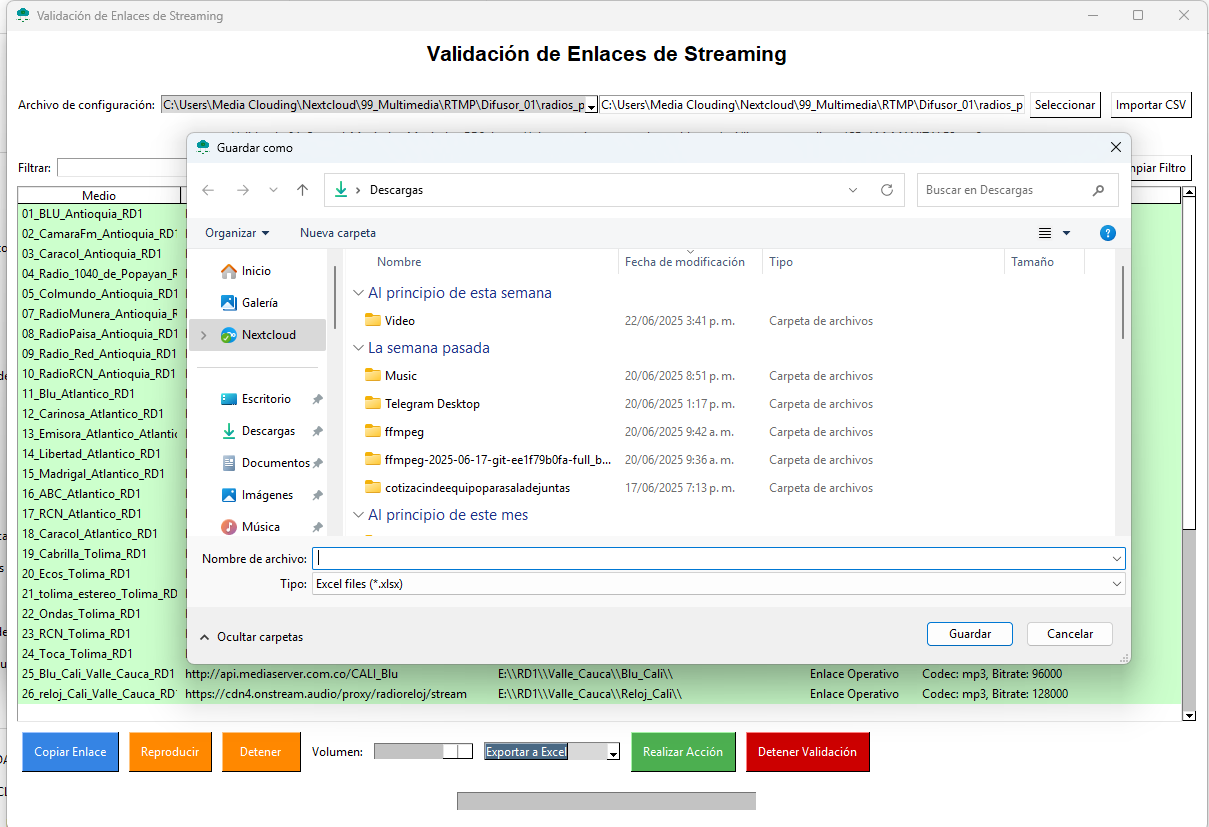 Validación de Enlaces de Streaming
Validación de Enlaces de Streaming
Archivo de configuración: C:\Users\Media Clouding\Nextcloud\99_Multimedia\RTMP\Difusor_01\radios_p C:\Users\Media Clouding\Nextcloud\99_Multimedia\RTMP\Difusor_01\radios_p Seleccionar Importar CSV
Filtrar: Filtro
Medio
01_BLU_Antioquia_RD1
02_CamaraFm_Antioquia_RD1
03_Caracol_Antioquia_RD1
04_Radio_1040_de_Popayan_R
05_Colmundo_Antioquia_RD1
07_RadioMunera_Antioquia_R
08_RadioPaisa_Antioquia_RD1
09_Radio_Red_Antioquia_RD1
10_RadioRCN_Antioquia_RD1
11_Blu_Atlantico_RD1
12_Carinosa_Atlantico_RD1
13_Emisora_Atlantico_Atlantic
14_Libertad_Atlantico_RD1
15_Madrigal_Atlantico_RD1
16_ABC_Atlantico_RD1
17_RCN_Atlantico_RD1
18_Caracol_Atlantico_RD1
19_Cabrilla_Tolima_RD1
20_Ecos_Tolima_RD1
21_tolima_estereo_Tolima_RD
22_Ondas_Tolima_RD1
23_RCN_Tolima_RD1
24_Toca_Tolima_RD1
25_Blu_Cali_Valle_Cauca_RD1 http://api.mediaserver.com.co/CALI_Blu E:\\RD1\\Valle_Cauca\\Blu_Cali\\ Enlace Operativo Codec: mp3, Bitrate: 96000
26_reloj_Cali_Valle_Cauca_RD1 https://cdn4.onstream.audio/proxy/radioreloj/stream E:\\RD1\\Valle_Cauca\\Reloj_Cali\\ Enlace Operativo Codec: mp3, Bitrate: 128000
Guardar como
Descargas Buscar en Descargas
Organizar Nueva carpeta
Inicio
Galería
Nextcloud
Escritorio
Descargas
Documentos
Imágenes
Música
Nombre Fecha de modificación Tipo Tamaño
Al principio de esta semana
Video 22/06/2025 3:41 p. m. Carpeta de archivos
La semana pasada
Music 20/06/2025 8:51 p. m. Carpeta de archivos
Telegram Desktop 20/06/2025 1:17 p. m. Carpeta de archivos
ffmpeg 20/06/2025 9:42 a. m. Carpeta de archivos
ffmpeg-2025-06-17-git-ee1f79b0fa-full_b... 20/06/2025 9:36 a. m. Carpeta de archivos
cotizacindeequipoparasaladejuntas 17/06/2025 7:13 p. m. Carpeta de archivos
Al principio de este mes
Nombre de archivo:
Tipo: Excel files (*.xlsx)
Ocultar carpetas Guardar Cancelar
Copiar Enlace Reproducir Detener Volumen: Exportar a Excel Realizar Acción Detener Validación